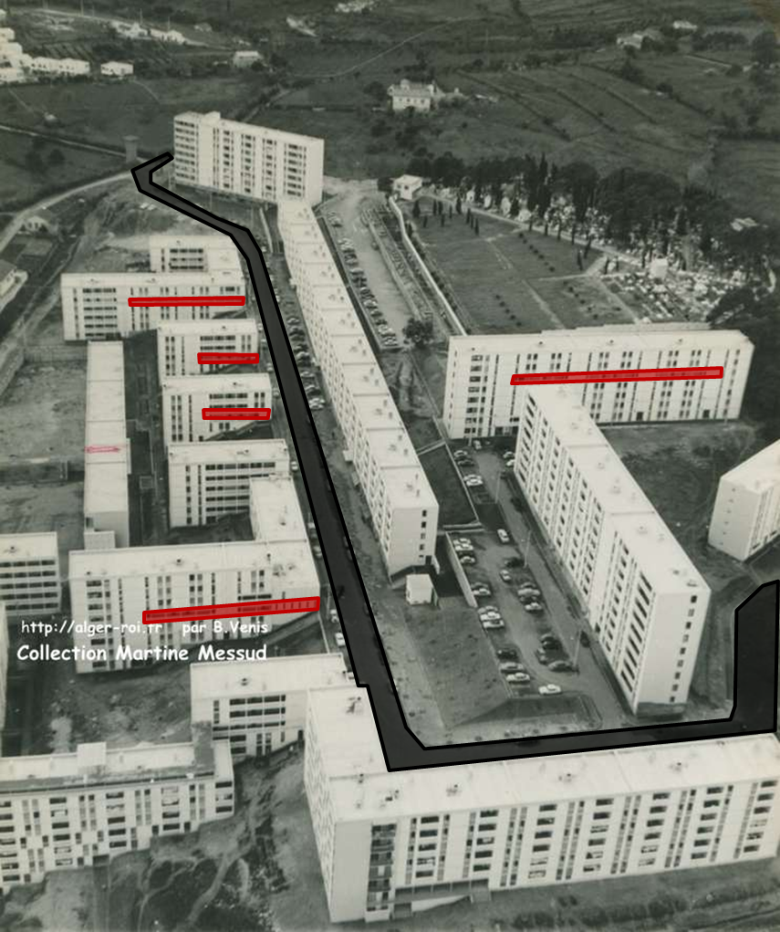 http://alger-roi.fr par B.Venis
Collection Martine Messud